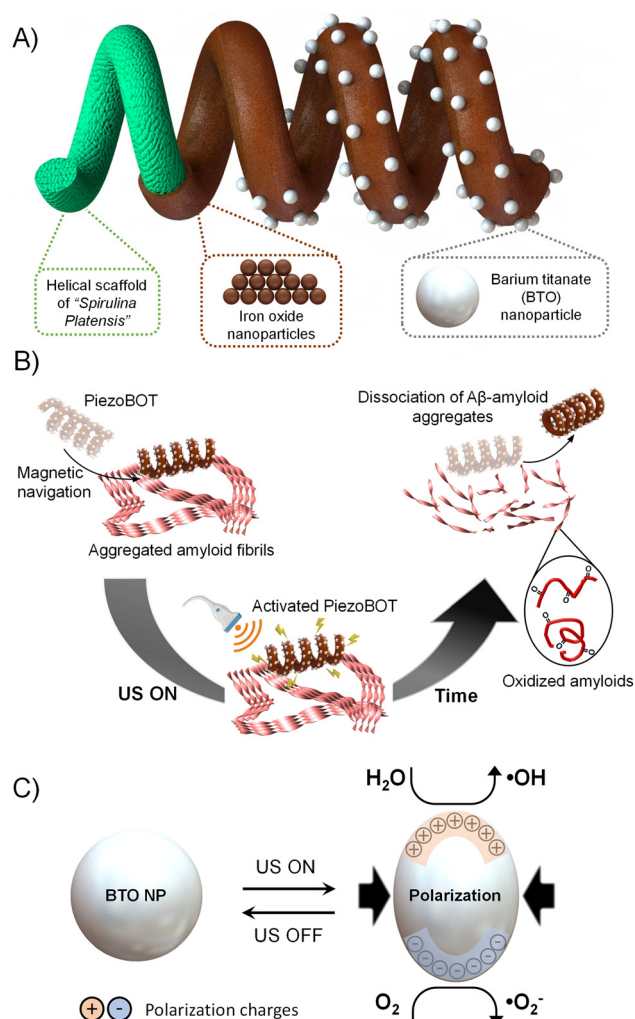 A)
Helical scaffold
of "Spirulina
Platensis"
Iron oxide
nanoparticles
Barium titanate
(BTO)
nanoparticle
B)
PiezoBOT
Magnetic
navigation
Aggregated amyloid fibrils
Dissociation of Aβ-amyloid
aggregates
O
O
O
O
O
O
Oxidized amyloids
Activated PiezoBOT
US ON
Time
C)
H₂O
•OH
BTO NP
US ON
US OFF
+ + + + + + +
Polarization
- - - - - - -
+ - Polarization charges
O₂
•O₂⁻